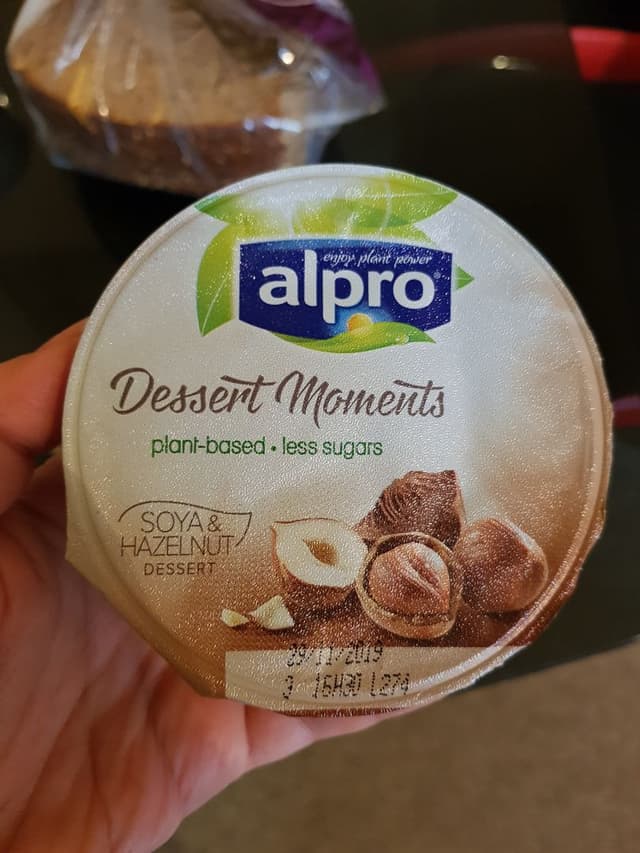 enjoy plant power
alpro
Dessert Moments
plant-based • less sugars
SOYA &
HAZELNUT
DESSERT
29/11/2019
3 16H30 L274